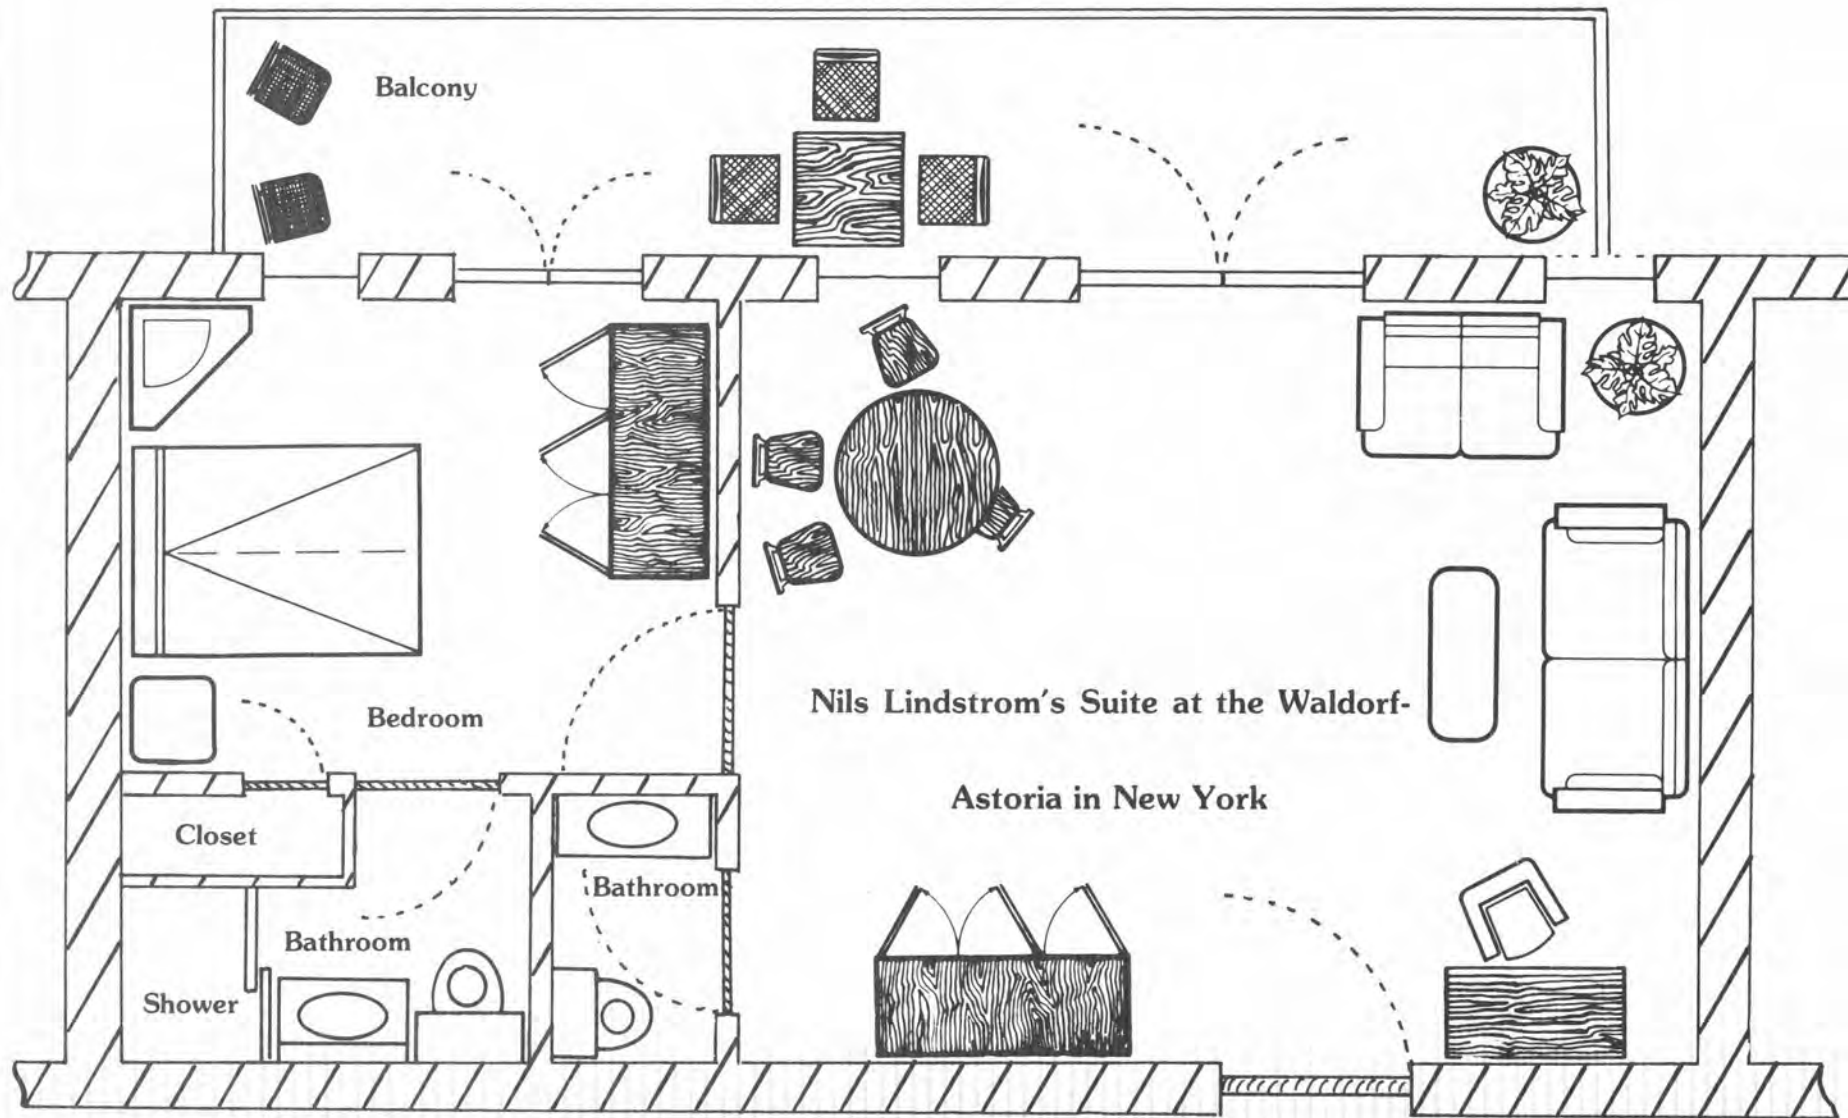 Balcony
Bedroom
Nils Lindstrom's Suite at the Waldorf-
Astoria in New York
Closet
Bathroom
Bathroom
Shower